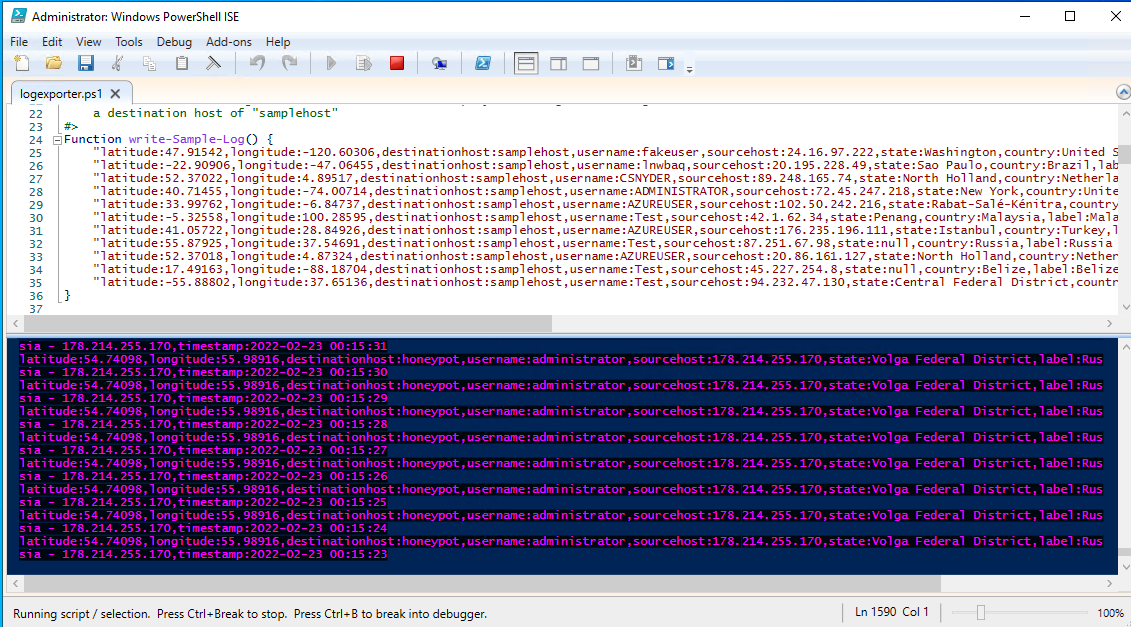 Administrator: Windows PowerShell ISE
File Edit View Tools Debug Add-ons Help
logexporter.ps1
22 a destination host of "samplehost"
23 #>
24 Function write-Sample-Log() {
25 "latitude:47.91542,longitude:-120.60306,destinationhost:samplehost,username:fakeuser,sourcehost:24.16.97.222,state:Washington,country:United S
26 "latitude:-22.90906,longitude:-47.06455,destinationhost:samplehost,username:lnwbaq,sourcehost:20.195.228.49,state:Sao Paulo,country:Brazil,lab
27 "latitude:52.37022,longitude:4.89517,destinationhost:samplehost,username:CSNYDER,sourcehost:89.248.165.74,state:North Holland,country:Netherla
28 "latitude:40.71455,longitude:-74.00714,destinationhost:samplehost,username:ADMINISTRATOR,sourcehost:72.45.247.218,state:New York,country:Unite
29 "latitude:33.99762,longitude:-6.84737,destinationhost:samplehost,username:AZUREUSER,sourcehost:102.50.242.216,state:Rabat-Salé-Kénitra,country
30 "latitude:-5.32558,longitude:100.28595,destinationhost:samplehost,username:Test,sourcehost:42.1.62.34,state:Penang,country:Malaysia,label:Mala
31 "latitude:41.05722,longitude:28.84926,destinationhost:samplehost,username:AZUREUSER,sourcehost:176.235.196.111,state:Istanbul,country:Turkey,l
32 "latitude:55.87925,longitude:37.54691,destinationhost:samplehost,username:Test,sourcehost:87.251.67.98,state:null,country:Russia,label:Russia
33 "latitude:52.37018,longitude:4.87324,destinationhost:samplehost,username:AZUREUSER,sourcehost:20.86.161.127,state:North Holland,country:Nether
34 "latitude:17.49163,longitude:-88.18704,destinationhost:samplehost,username:Test,sourcehost:45.227.254.8,state:null,country:Belize,label:Belize
35 "latitude:-55.88802,longitude:37.65136,destinationhost:samplehost,username:Test,sourcehost:94.232.47.130,state:Central Federal District,countr
36 }
37
sia - 178.214.255.170,timestamp:2022-02-23 00:15:31
latitude:54.74098,longitude:55.98916,destinationhost:honeypot,username:administrator,sourcehost:178.214.255.170,state:Volga Federal District,label:Rus
sia - 178.214.255.170,timestamp:2022-02-23 00:15:30
latitude:54.74098,longitude:55.98916,destinationhost:honeypot,username:administrator,sourcehost:178.214.255.170,state:Volga Federal District,label:Rus
sia - 178.214.255.170,timestamp:2022-02-23 00:15:29
latitude:54.74098,longitude:55.98916,destinationhost:honeypot,username:administrator,sourcehost:178.214.255.170,state:Volga Federal District,label:Rus
sia - 178.214.255.170,timestamp:2022-02-23 00:15:28
latitude:54.74098,longitude:55.98916,destinationhost:honeypot,username:administrator,sourcehost:178.214.255.170,state:Volga Federal District,label:Rus
sia - 178.214.255.170,timestamp:2022-02-23 00:15:27
latitude:54.74098,longitude:55.98916,destinationhost:honeypot,username:administrator,sourcehost:178.214.255.170,state:Volga Federal District,label:Rus
sia - 178.214.255.170,timestamp:2022-02-23 00:15:26
latitude:54.74098,longitude:55.98916,destinationhost:honeypot,username:administrator,sourcehost:178.214.255.170,state:Volga Federal District,label:Rus
sia - 178.214.255.170,timestamp:2022-02-23 00:15:25
latitude:54.74098,longitude:55.98916,destinationhost:honeypot,username:administrator,sourcehost:178.214.255.170,state:Volga Federal District,label:Rus
sia - 178.214.255.170,timestamp:2022-02-23 00:15:24
latitude:54.74098,longitude:55.98916,destinationhost:honeypot,username:administrator,sourcehost:178.214.255.170,state:Volga Federal District,label:Rus
sia - 178.214.255.170,timestamp:2022-02-23 00:15:23
Running script / selection. Press Ctrl+Break to stop. Press Ctrl+B to break into debugger. Ln 1590 Col 1 100%